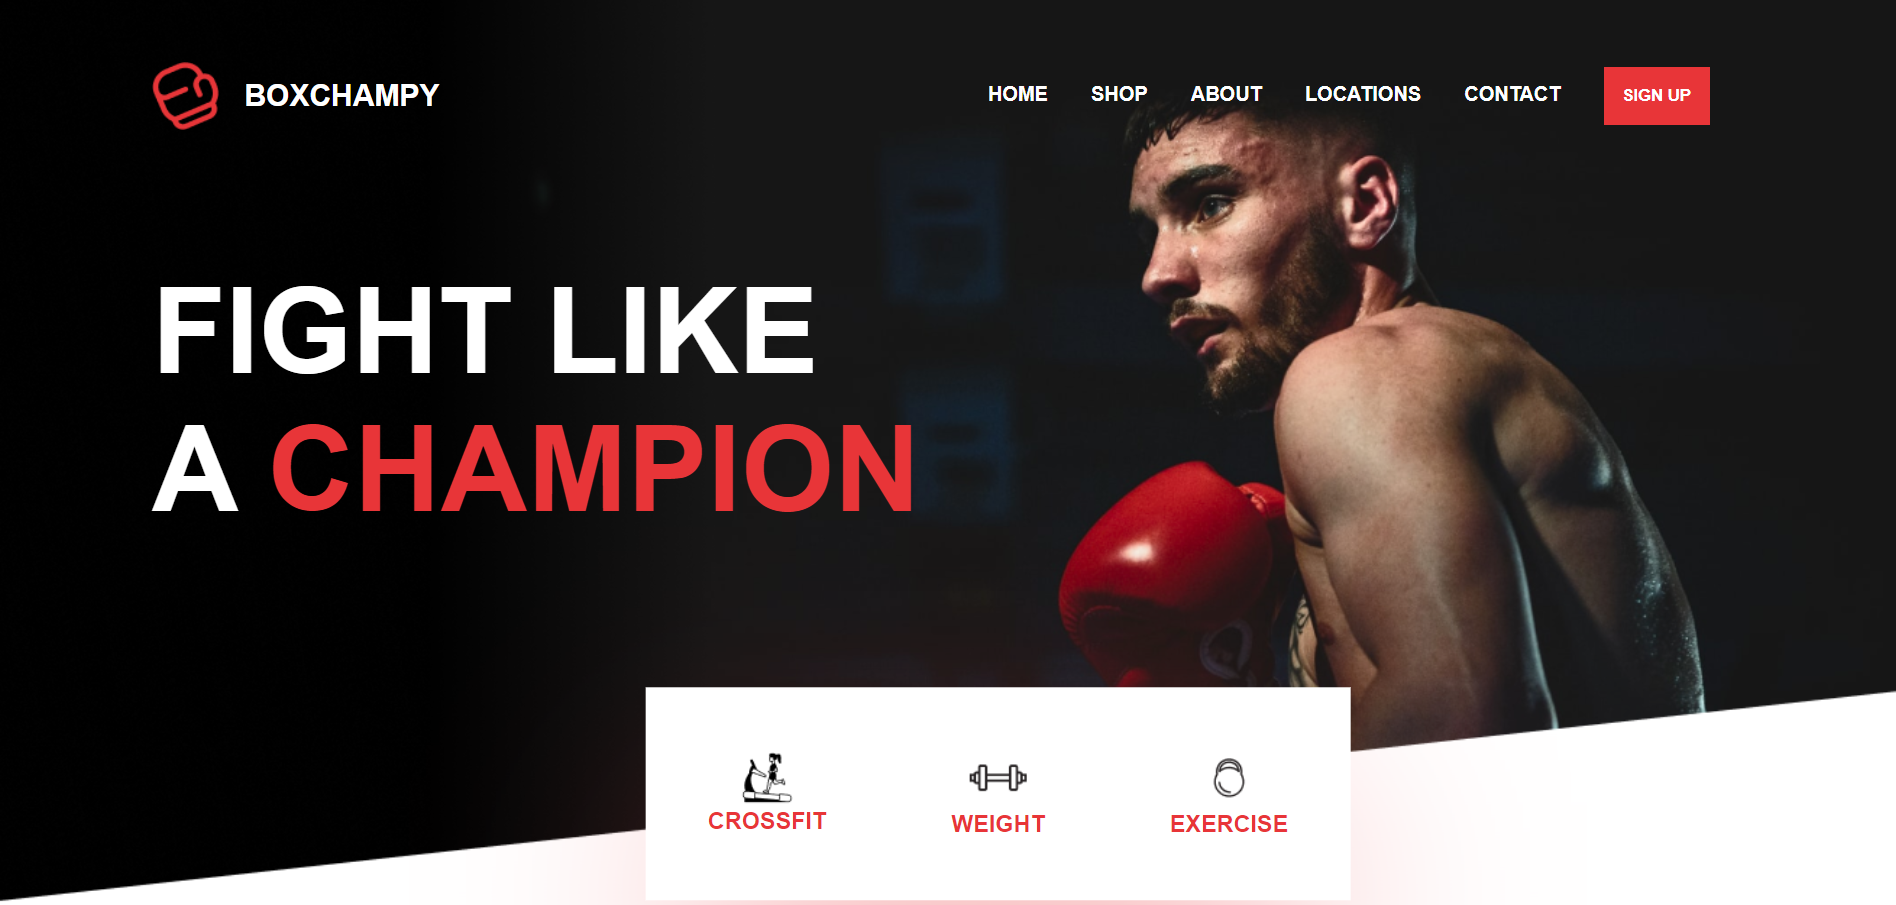 BOXCHAMPY
HOME SHOP ABOUT LOCATIONS CONTACT SIGN UP
FIGHT LIKE
A CHAMPION
CROSSFIT WEIGHT EXERCISE